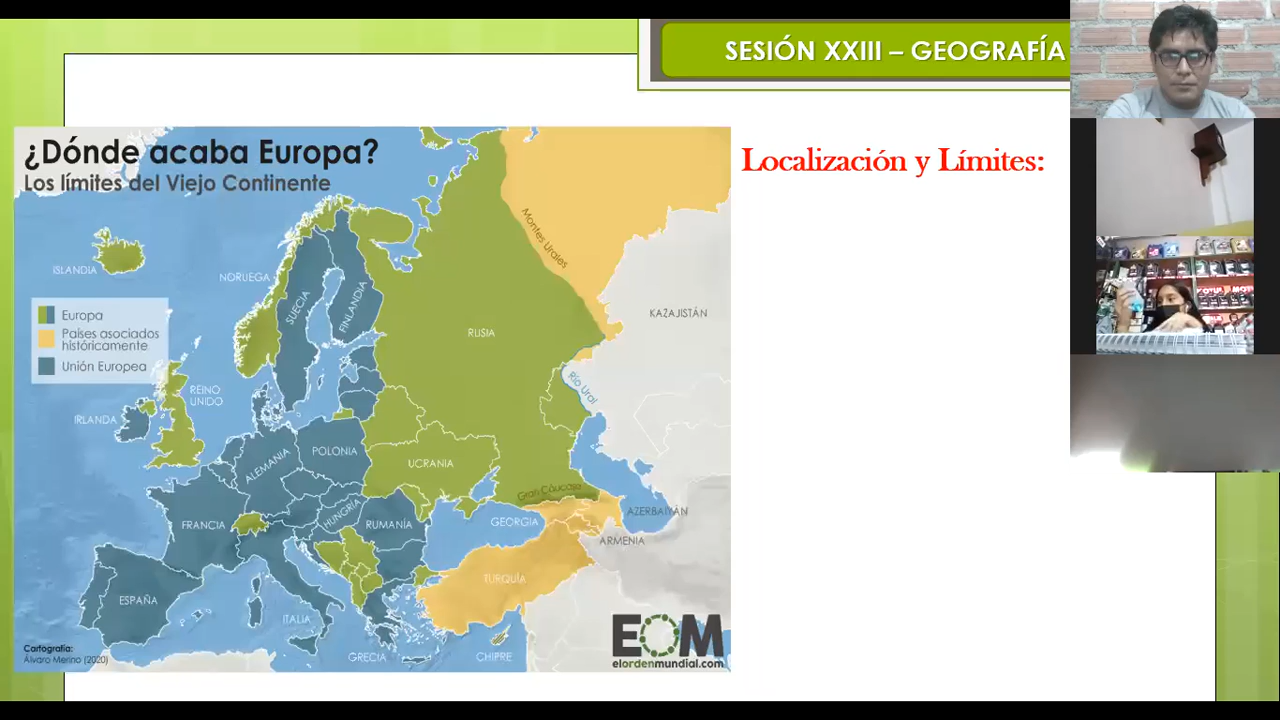 SESIÓN XXIII – GEOGRAFÍA
¿Dónde acaba Europa?
Los límites del Viejo Continente
Localización y Límites:
Montes Urales
ISLANDIA
NORUEGA
SUECIA
FINLANDIA
RUSIA
KAZAJISTÁN
Europa
Países asociados
históricamente
Unión Europea
Río Ural
REINO
UNIDO
IRLANDA
ALEMANIA
POLONIA
UCRANIA
Gran Cáucaso
FRANCIA
HUNGRÍA
RUMANÍA
GEORGIA
AZERBAIYÁN
ARMENIA
TURQUÍA
ESPAÑA
ITALIA
GRECIA
CHIPRE
Cartografía:
Álvaro Merino (2020)
EOM
elordenmundial.com
MOTUL